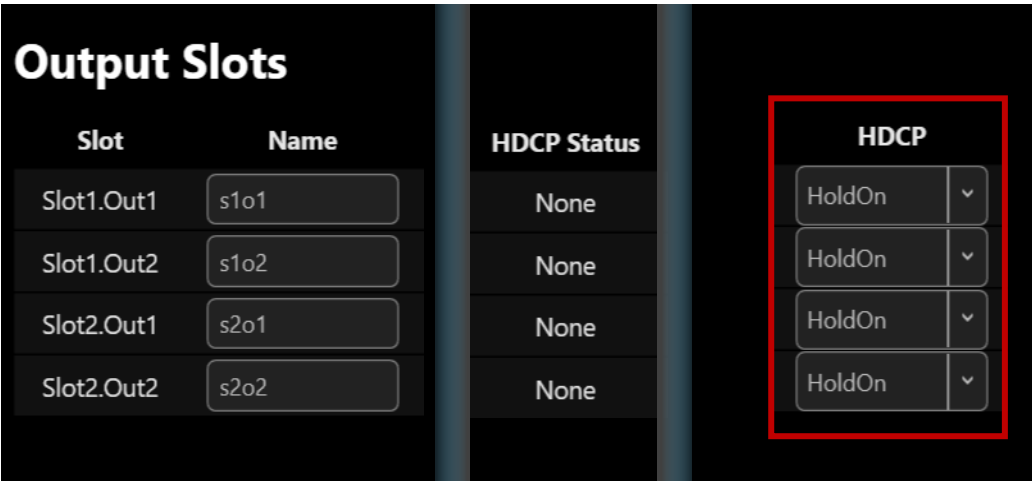 Output Slots
Slot Name HDCP Status HDCP
Slot1.Out1 s1o1 None HoldOn
Slot1.Out2 s1o2 None HoldOn
Slot2.Out1 s2o1 None HoldOn
Slot2.Out2 s2o2 None HoldOn